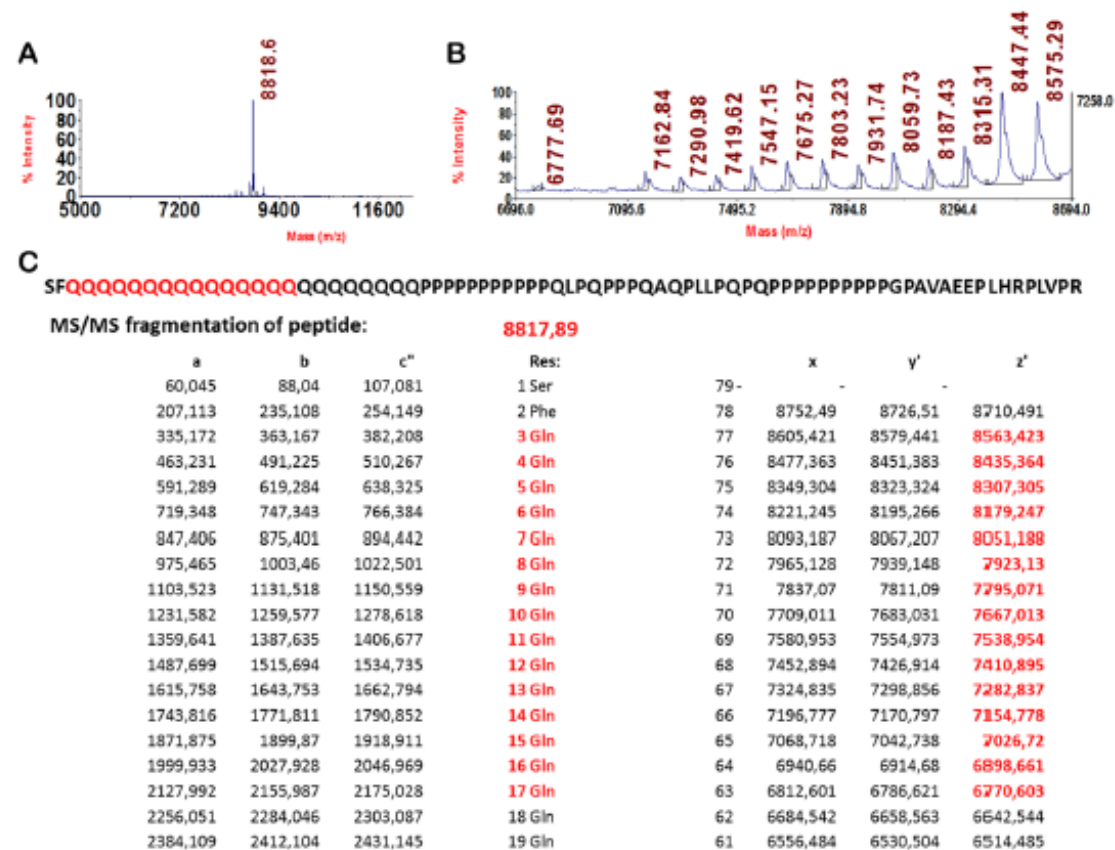 A
8818.6
100
80
60
40
20
0
% Intensity
5000 7200 9400 11600
Mass (m/z)
B
6777.69 7162.84 7290.98 7419.62 7547.15 7675.27 7803.23 7931.74 8059.73 8187.43 8315.31 8447.44 8575.29
100
80
60
40
20
0
% Intensity
7258.0
6696.0 7095.6 7495.2 7894.8 8294.4 8694.0
Mass (m/z)
C
SFQQQQQQQQQQQQQQQQQQQQQQQPPPPPPPPPPPQLPQPPPQAQPLLPQPQPPPPPPPPPPGPAVAEEPLHRPLVPR
MS/MS fragmentation of peptide: 8817,89
a b c" Res: x y' z'
60,045 88,04 107,081 1 Ser 79 - - -
207,113 235,108 254,149 2 Phe 78 8752,49 8726,51 8710,491
335,172 363,167 382,208 3 Gln 77 8605,421 8579,441 8563,423
463,231 491,225 510,267 4 Gln 76 8477,363 8451,383 8435,364
591,289 619,284 638,325 5 Gln 75 8349,304 8323,324 8307,305
719,348 747,343 766,384 6 Gln 74 8221,245 8195,266 8179,247
847,406 875,401 894,442 7 Gln 73 8093,187 8067,207 8051,188
975,465 1003,46 1022,501 8 Gln 72 7965,128 7939,148 7923,13
1103,523 1131,518 1150,559 9 Gln 71 7837,07 7811,09 7795,071
1231,582 1259,577 1278,618 10 Gln 70 7709,011 7683,031 7667,013
1359,641 1387,635 1406,677 11 Gln 69 7580,953 7554,973 7538,954
1487,699 1515,694 1534,735 12 Gln 68 7452,894 7426,914 7410,895
1615,758 1643,753 1662,794 13 Gln 67 7324,835 7298,856 7282,837
1743,816 1771,811 1790,852 14 Gln 66 7196,777 7170,797 7154,778
1871,875 1899,87 1918,911 15 Gln 65 7068,718 7042,738 7026,72
1999,933 2027,928 2046,969 16 Gln 64 6940,66 6914,68 6898,661
2127,992 2155,987 2175,028 17 Gln 63 6812,601 6786,621 6770,603
2256,051 2284,046 2303,087 18 Gln 62 6684,542 6658,563 6642,544
2384,109 2412,104 2431,145 19 Gln 61 6556,484 6530,504 6514,485